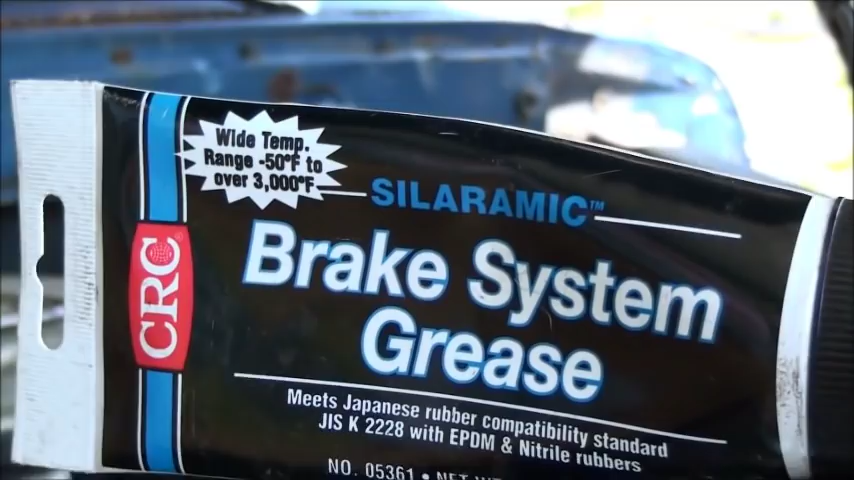 Wide Temp.
Range -50°F to
over 3,000°F
SILARAMIC™
CRC®
Brake System
Grease
Meets Japanese rubber compatibility standard
JIS K 2228 with EPDM & Nitrile rubbers
NO. 05361 • NET